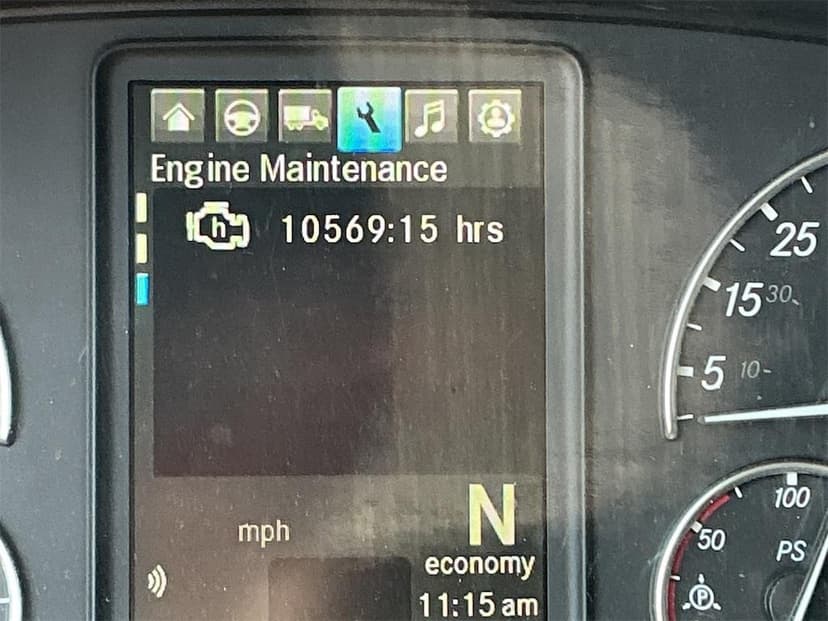 Engine Maintenance
h 10569:15 hrs
25
15 30
5 10
N
mph
economy
11:15 am
100
50
PS
P